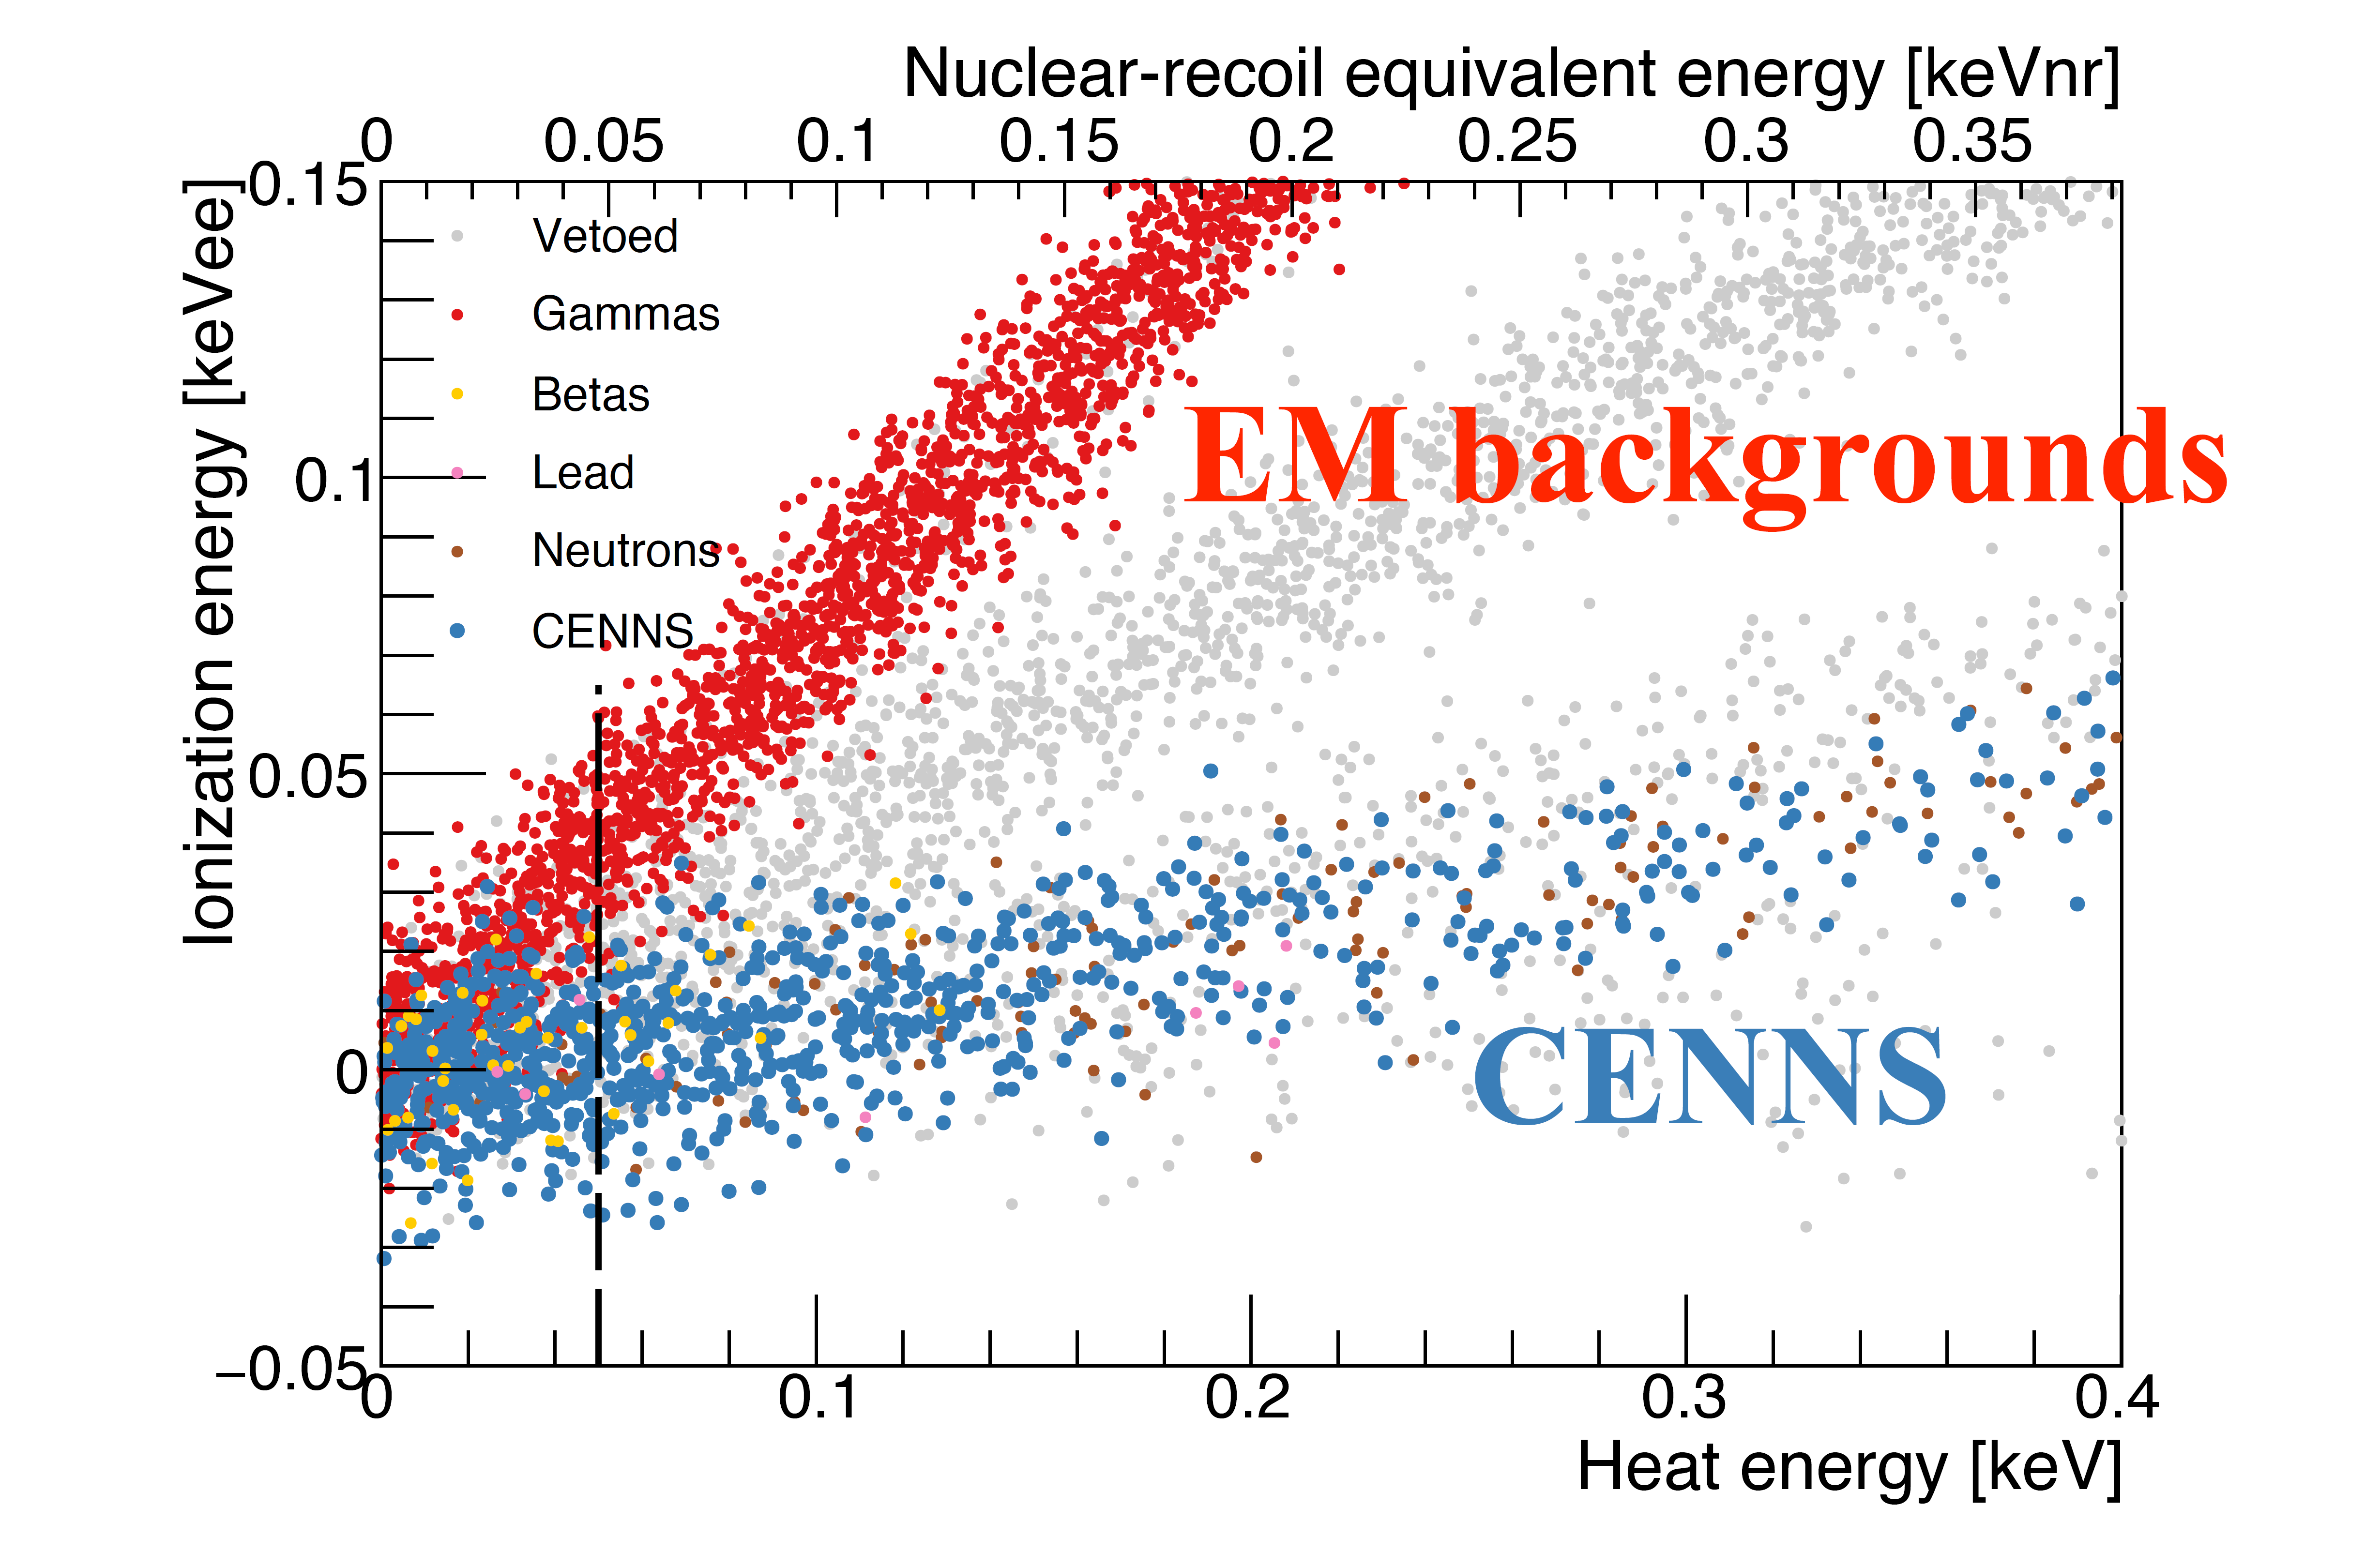 Nuclear-recoil equivalent energy [keVnr]
0 0.05 0.1 0.15 0.2 0.25 0.3 0.35
Ionization energy [keVee]
0.15
0.1
0.05
0
−0.05
Vetoed
Gammas
Betas
Lead
Neutrons
CENNS
EM backgrounds
CENNS
0 0.1 0.2 0.3 0.4
Heat energy [keV]